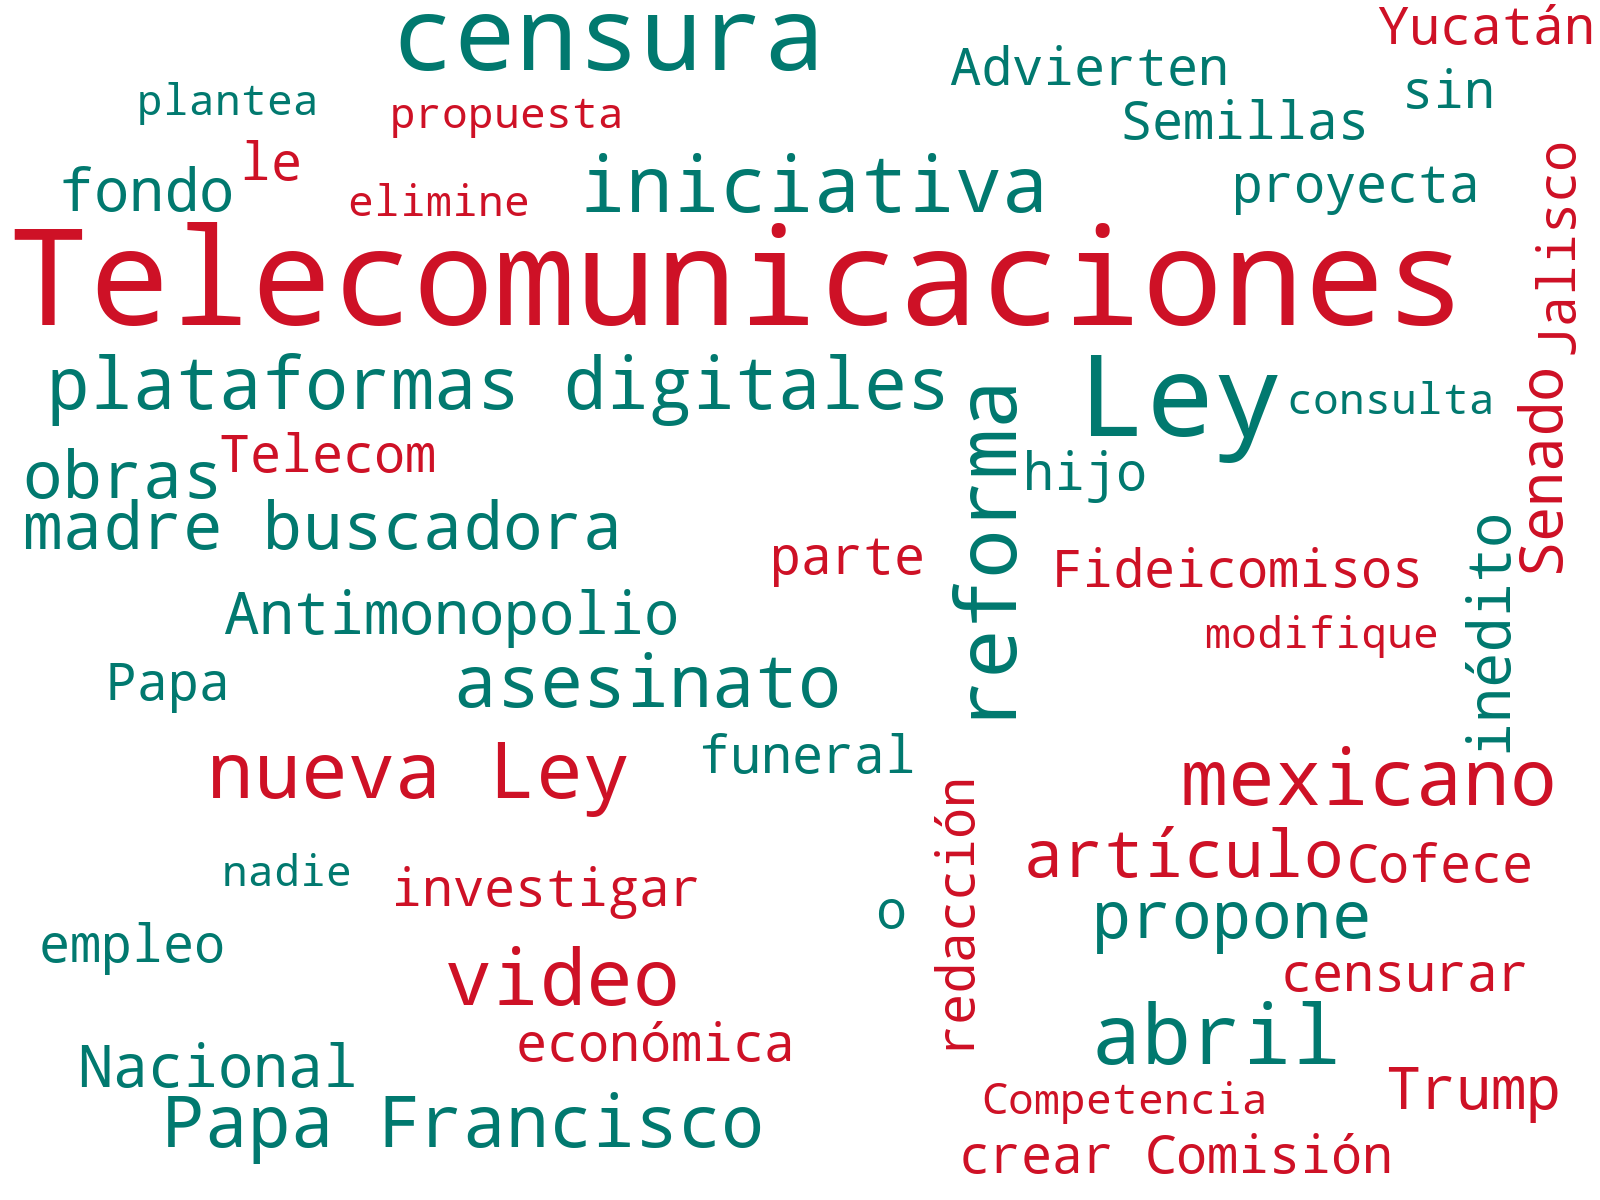 censura
Yucatán
Advierten
sin
plantea
propuesta
Semillas
le
fondo
elimine
iniciativa
proyecta
Jalisco
Telecomunicaciones
plataformas digitales
Ley
consulta
reforma
Senado
Telecom
obras
hijo
madre buscadora
parte
Fideicomisos
inédito
Antimonopolio
modifique
Papa
asesinato
funeral
nueva Ley
mexicano
redacción
artículo
Cofece
nadie
investigar
o
propone
empleo
video
censurar
económica
abril
Nacional
Trump
Papa Francisco
Competencia
crear Comisión